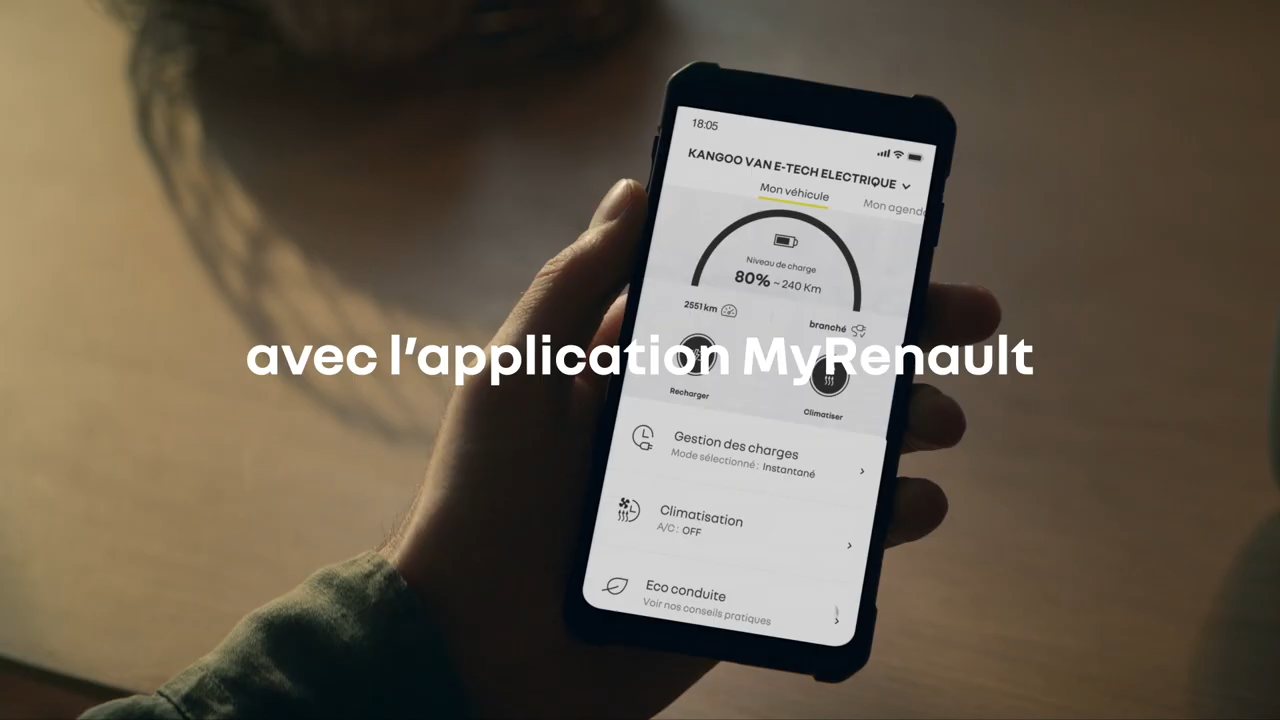 18:05
KANGOO VAN E-TECH ELECTRIQUE
Mon véhicule
Mon agend
Niveau de charge
80% ~ 240 Km
2551 km
branché
avec l'application MyRenault
Recharger
Climatiser
Gestion des charges
Mode sélectionné : Instantané
Climatisation
A/C : OFF
Eco conduite
Voir nos conseils pratiques